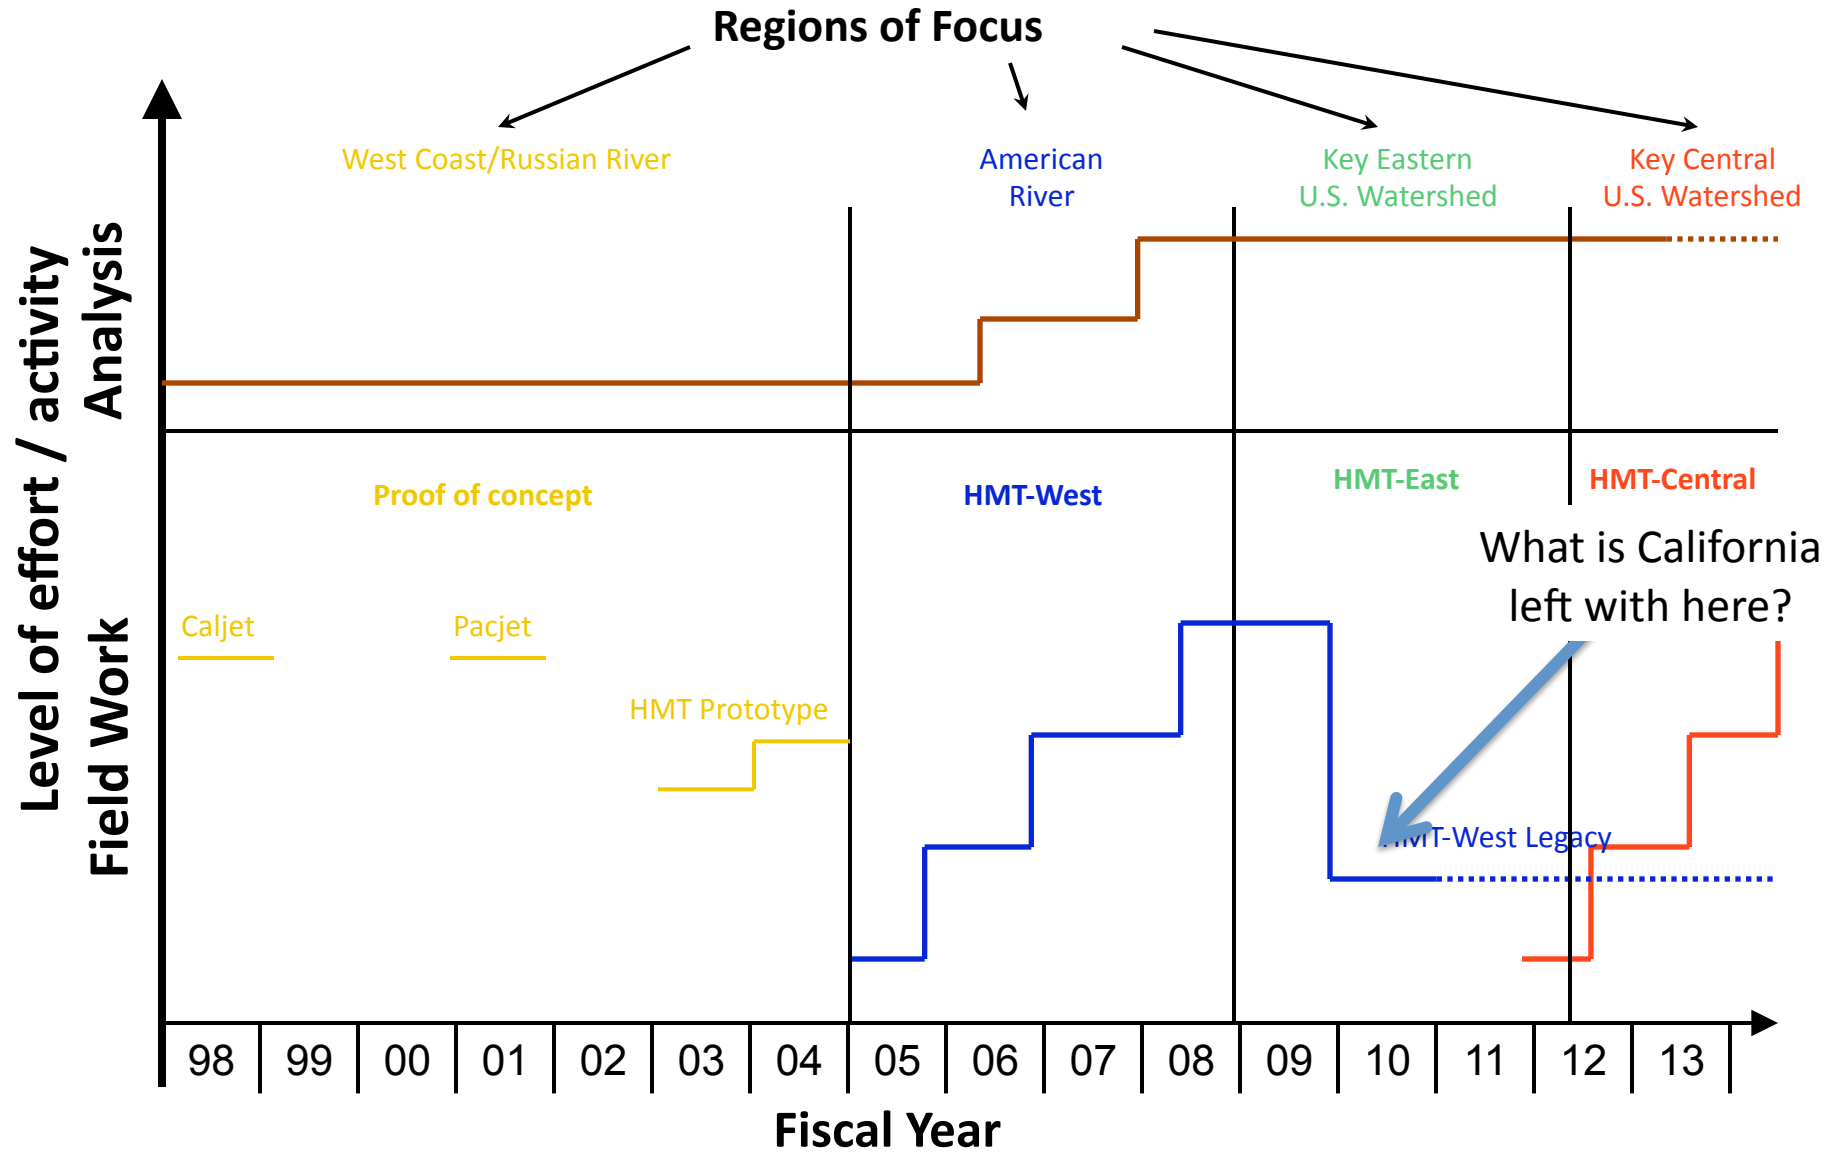 Regions of Focus
West Coast/Russian River
American
River
Key Eastern
U.S. Watershed
Key Central
U.S. Watershed
Level of effort / activity
Analysis
Field Work
Proof of concept
HMT-West
HMT-East
HMT-Central
What is California
left with here?
Caljet
Pacjet
HMT Prototype
HMT-West Legacy
98 99 00 01 02 03 04 05 06 07 08 09 10 11 12 13
Fiscal Year